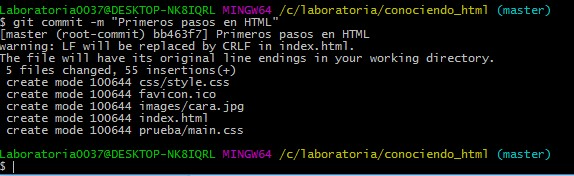 Laboratoria0037@DESKTOP-NK8IQRL MINGW64 /c/laboratoria/conociendo_html (master)
$ git commit -m "Primeros pasos en HTML"
[master (root-commit) bb463f7] Primeros pasos en HTML
warning: LF will be replaced by CRLF in index.html.
The file will have its original line endings in your working directory.
 5 files changed, 55 insertions(+)
 create mode 100644 css/style.css
 create mode 100644 favicon.ico
 create mode 100644 images/cara.jpg
 create mode 100644 index.html
 create mode 100644 prueba/main.css
Laboratoria0037@DESKTOP-NK8IQRL MINGW64 /c/laboratoria/conociendo_html (master)
$